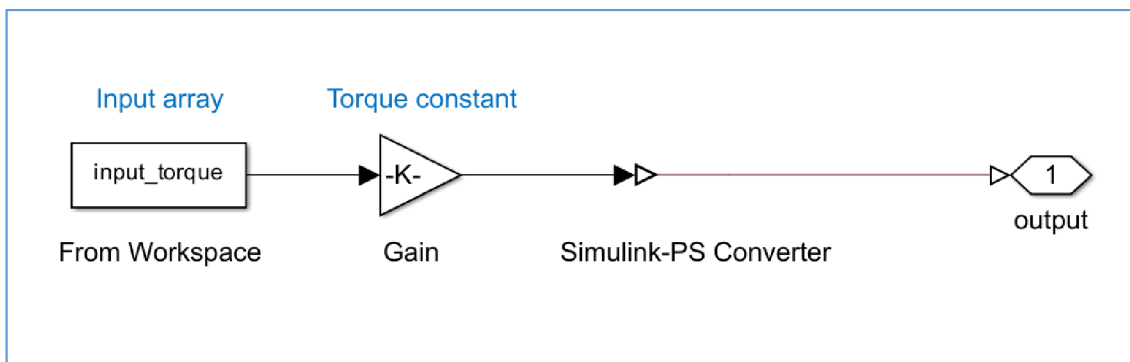 Input array
Torque constant
input_torque
-K-
1
From Workspace
Gain
Simulink-PS Converter
output